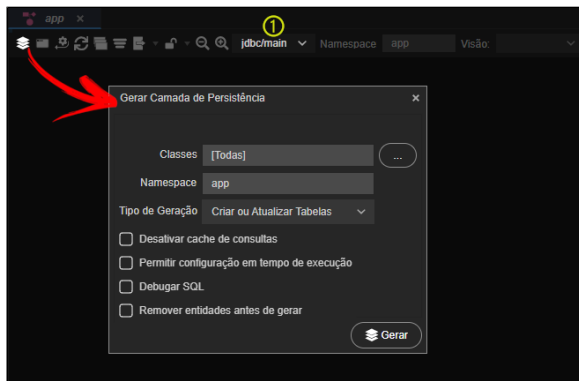 app ×
①
jdbc/main Namespace app Visão:
Gerar Camada de Persistência ×
Classes [Todas] ...
Namespace app
Tipo de Geração Criar ou Atualizar Tabelas
Desativar cache de consultas
Permitir configuração em tempo de execução
Debugar SQL
Remover entidades antes de gerar
Gerar